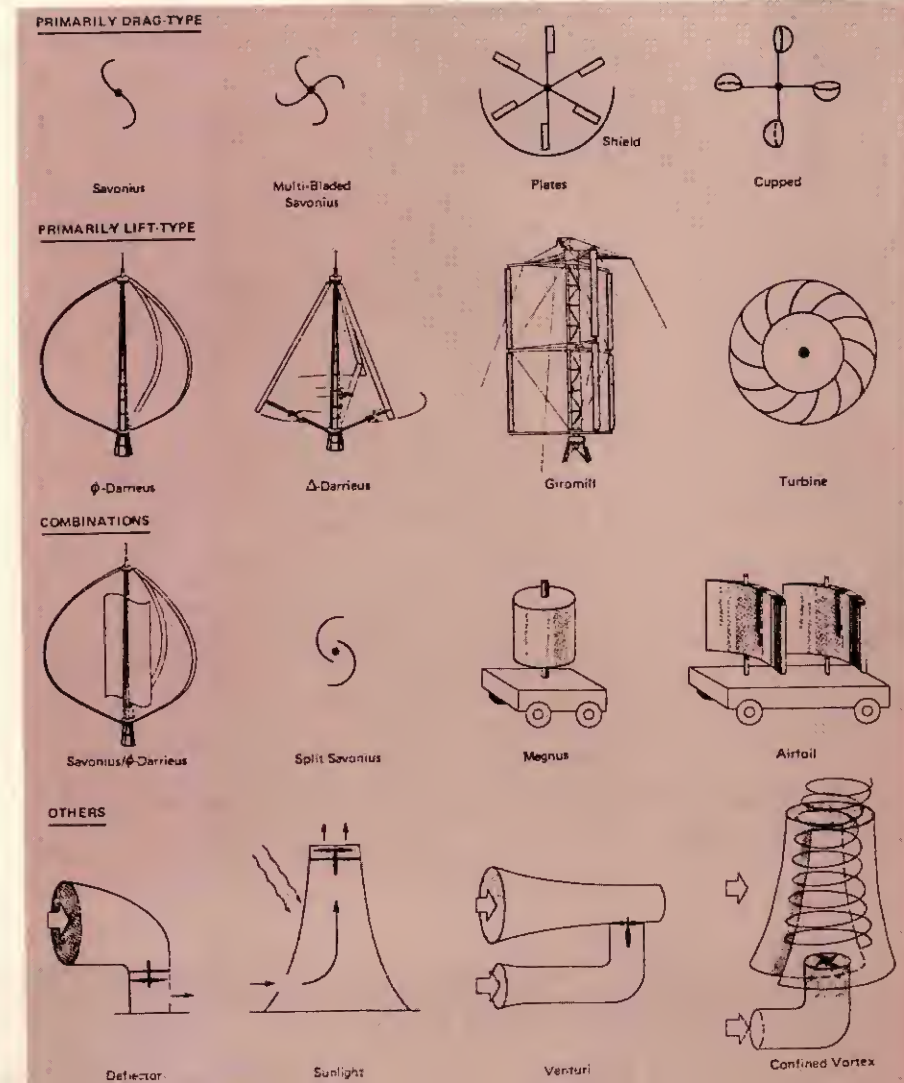 PRIMARILY DRAG-TYPE
Shield
Savonius
Multi-Bladed
Savonius
Plates
Cupped
PRIMARILY LIFT-TYPE
ϕ-Darrieus
Δ-Darrieus
Giromill
Turbine
COMBINATIONS
Savonius/ϕ-Darrieus
Split Savonius
Magnus
Airfoil
OTHERS
Deflector
Sunlight
Venturi
Confined Vortex